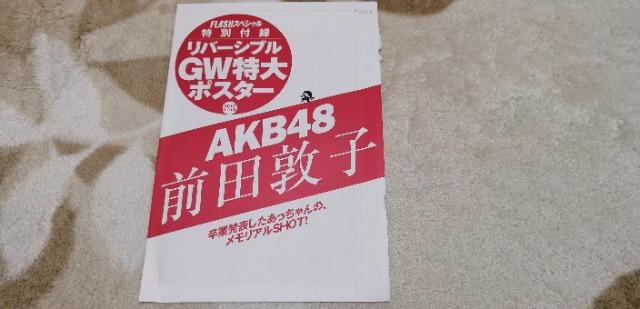 FLASHスペシャル
特別付録
リバーシブル
GW特大
ポスター
AKB48
前田敦子
卒業発表したあっちゃんの、
メモリアルSHOT!